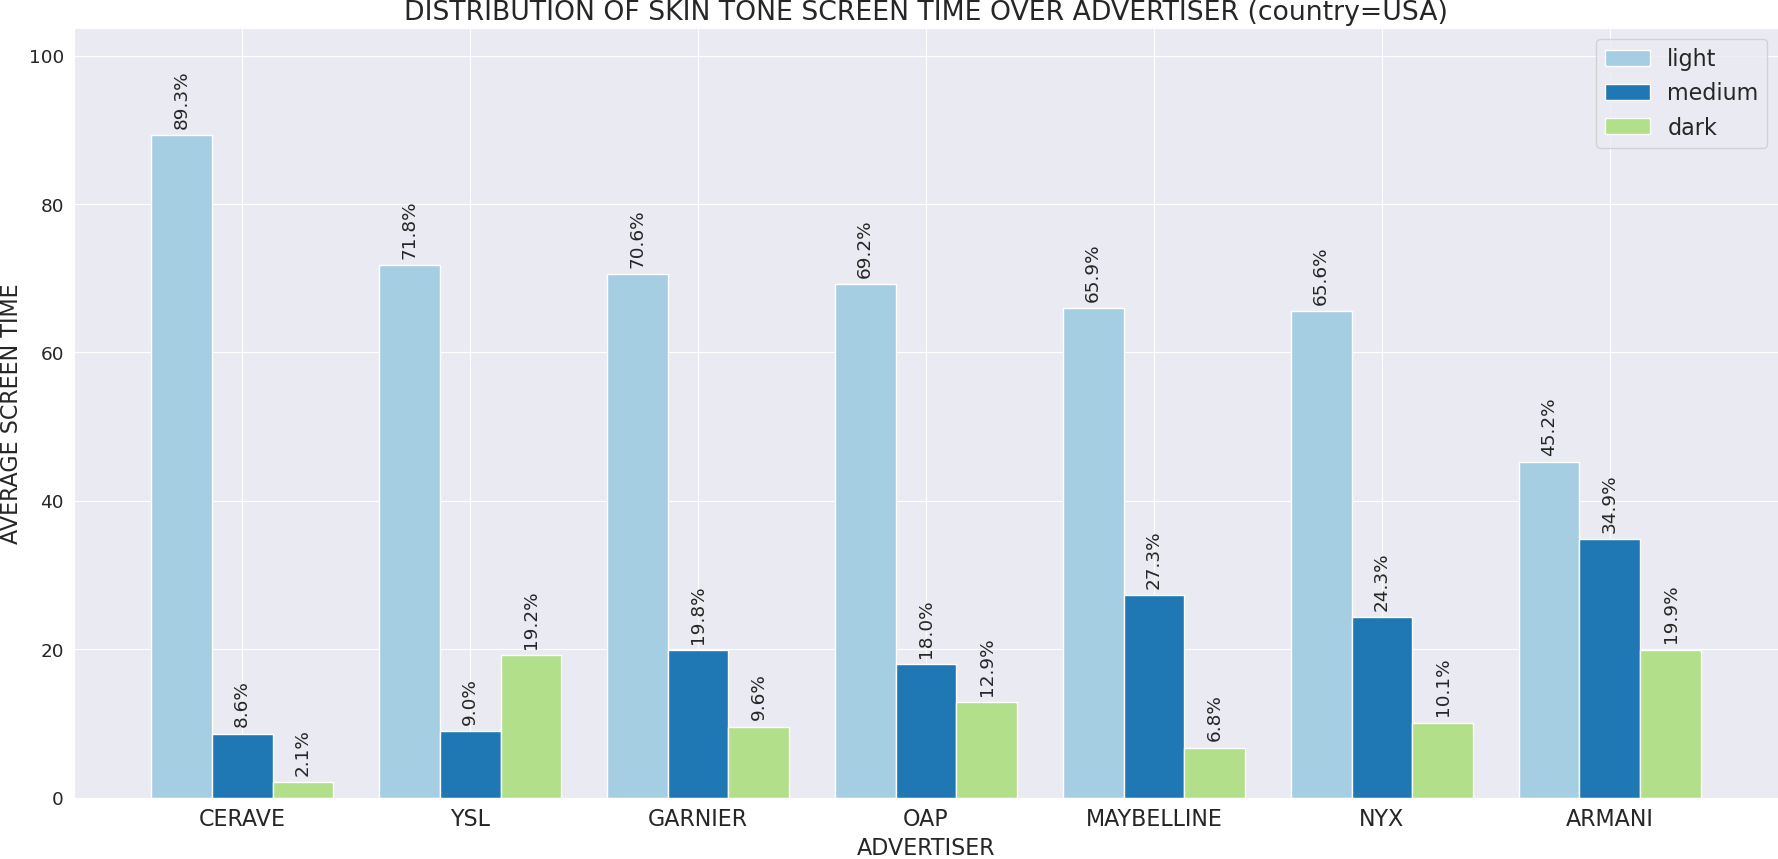 DISTRIBUTION OF SKIN TONE SCREEN TIME OVER ADVERTISER (country=USA)
light
medium
dark
AVERAGE SCREEN TIME
100
80
60
40
20
0
89.3%
8.6%
2.1%
71.8%
9.0%
19.2%
70.6%
19.8%
9.6%
69.2%
18.0%
12.9%
65.9%
27.3%
6.8%
65.6%
24.3%
10.1%
45.2%
34.9%
19.9%
CERAVE
YSL
GARNIER
OAP
MAYBELLINE
NYX
ARMANI
ADVERTISER